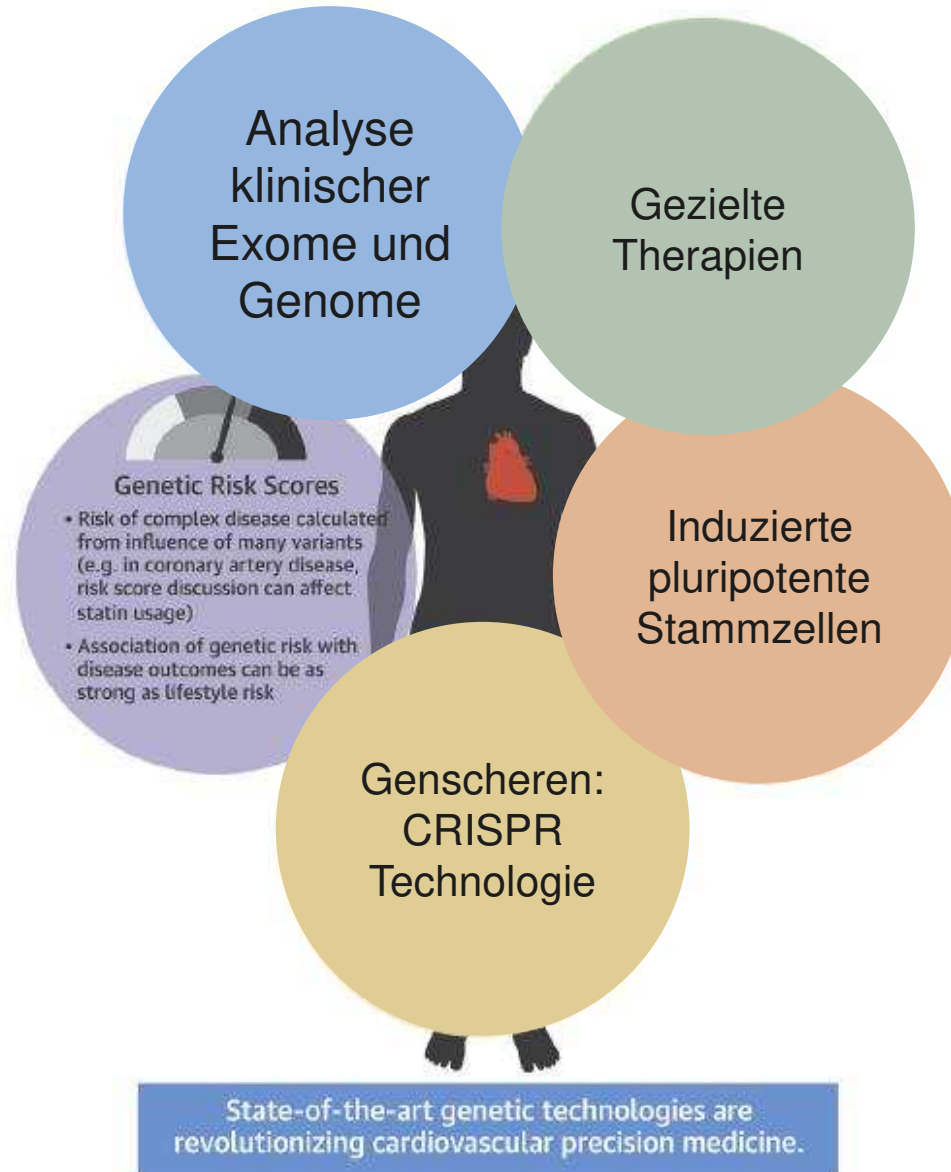 Analyse
klinischer
Exome und
Genome
Gezielte
Therapien
Genetic Risk Scores
• Risk of complex disease calculated
from influence of many variants
(e.g. in coronary artery disease,
risk score discussion can affect
statin usage)
• Association of genetic risk with
disease outcomes can be as
strong as lifestyle risk
Induzierte
pluripotente
Stammzellen
Genscheren:
CRISPR
Technologie
State-of-the-art genetic technologies are
revolutionizing cardiovascular precision medicine.